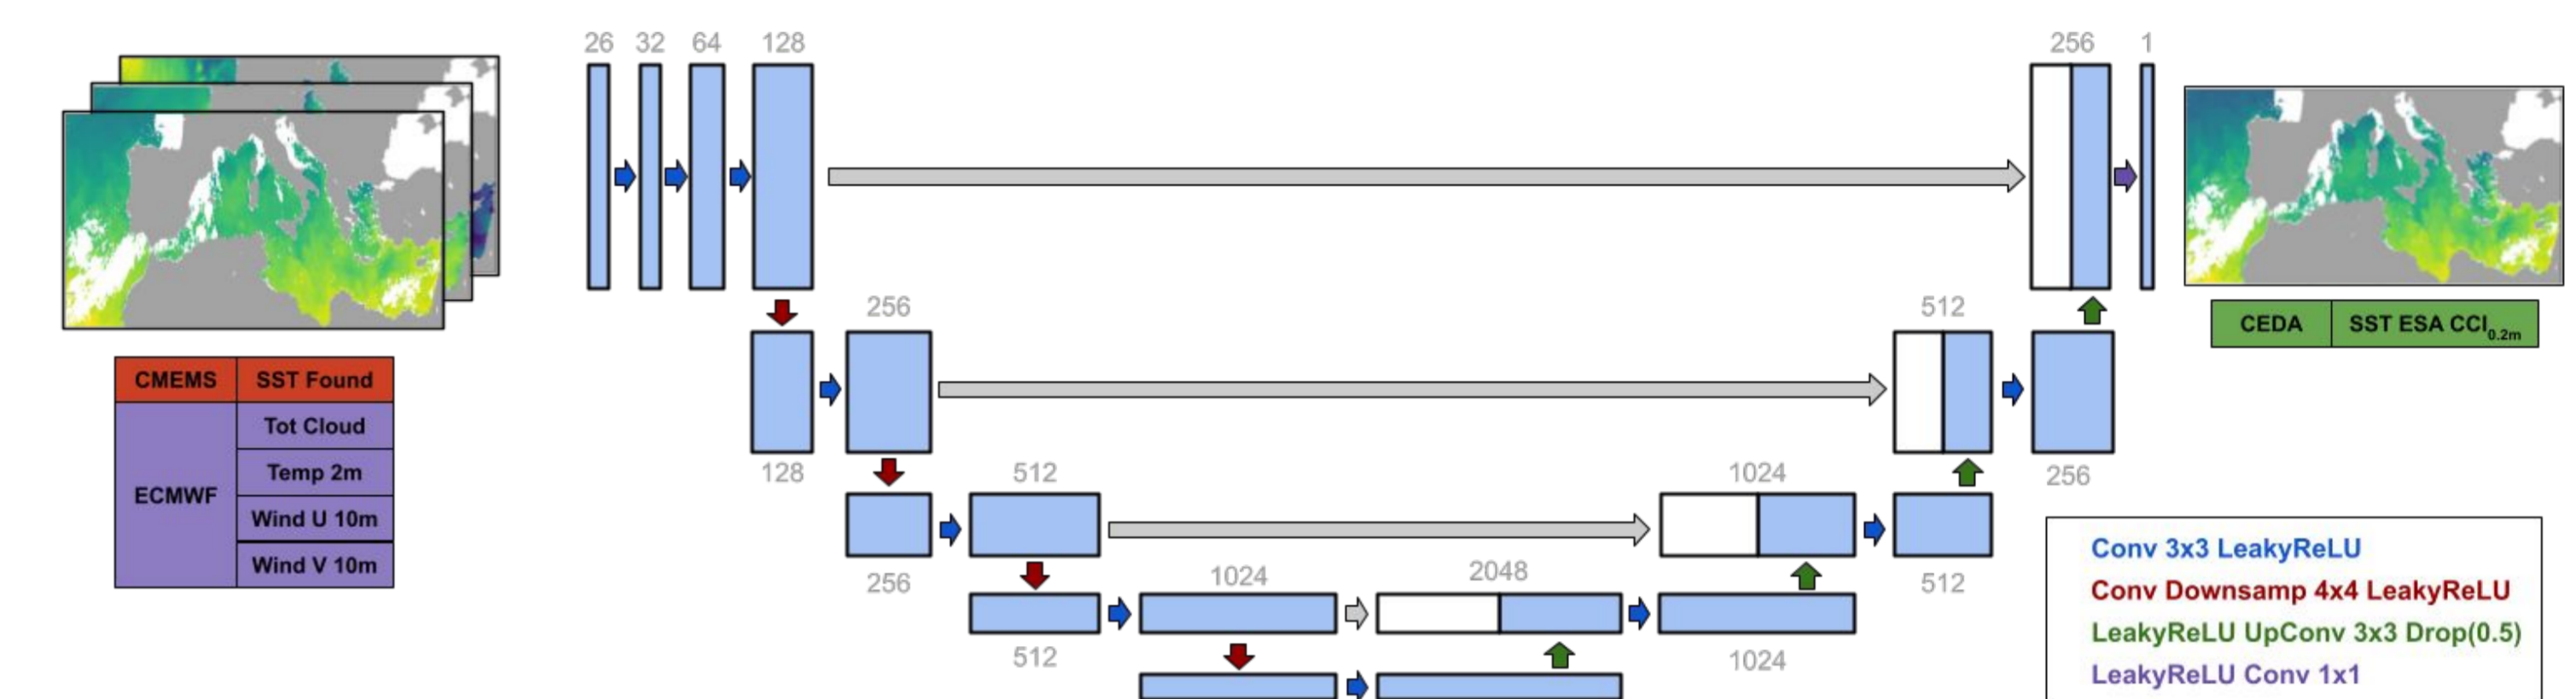 26 32 64 128
256 1
256
512
128
512
1024
256
256
1024
2048
512
512
1024
CMEMS SST Found
ECMWF
Tot Cloud
Temp 2m
Wind U 10m
Wind V 10m
CEDA SST ESA CCI0.2m
Conv 3x3 LeakyReLU
Conv Downsamp 4x4 LeakyReLU
LeakyReLU UpConv 3x3 Drop(0.5)
LeakyReLU Conv 1x1